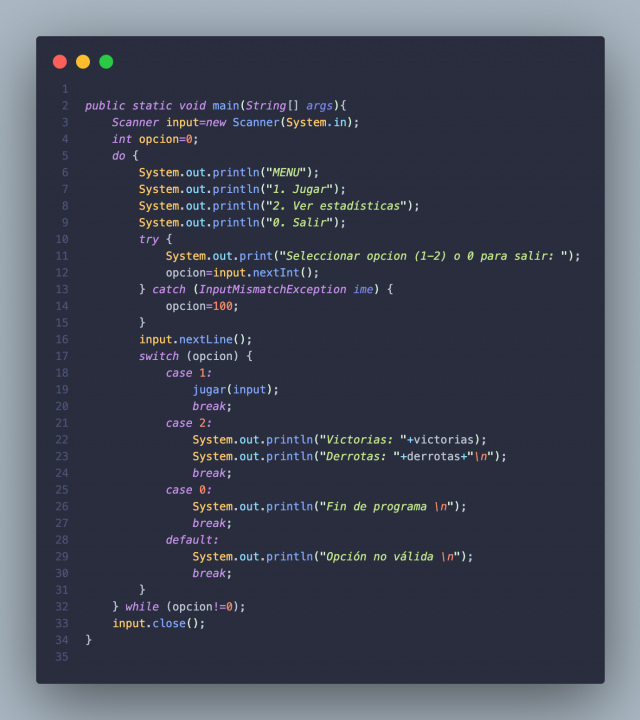 1
2 public static void main(String[] args){
3     Scanner input=new Scanner(System.in);
4     int opcion=0;
5     do {
6         System.out.println("MENU");
7         System.out.println("1. Jugar");
8         System.out.println("2. Ver estadísticas");
9         System.out.println("0. Salir");
10         try {
11             System.out.print("Seleccionar opcion (1-2) o 0 para salir: ");
12             opcion=input.nextInt();
13         } catch (InputMismatchException ime) {
14             opcion=100;
15         }
16         input.nextLine();
17         switch (opcion) {
18             case 1:
19                 jugar(input);
20                 break;
21             case 2:
22                 System.out.println("Victorias: "+victorias);
23                 System.out.println("Derrotas: "+derrotas+"\n");
24                 break;
25             case 0:
26                 System.out.println("Fin de programa \n");
27                 break;
28             default:
29                 System.out.println("Opción no válida \n");
30                 break;
31         }
32     } while (opcion!=0);
33     input.close();
34 }
35